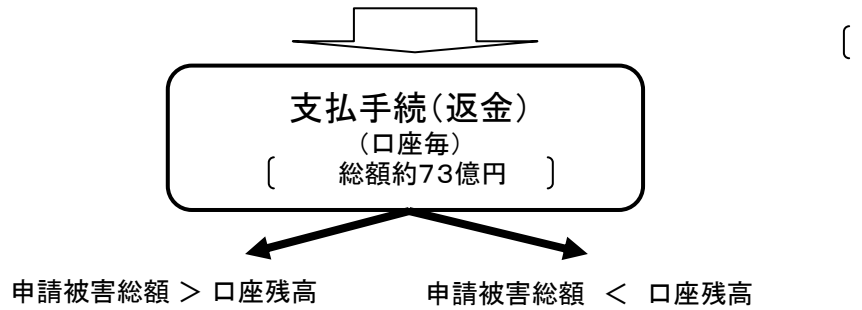 支払手続（返金）
（口座毎）
〔 総額約７３億円 〕
申請被害総額 ＞ 口座残高
申請被害総額 ＜ 口座残高